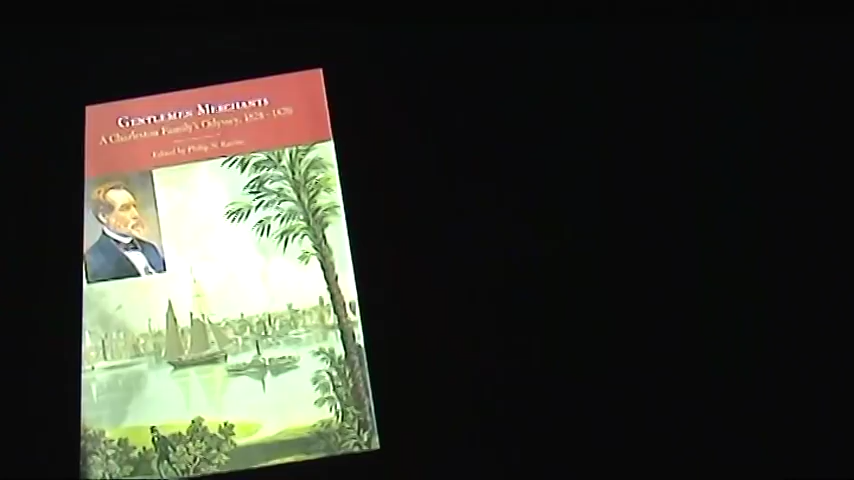 GENTLEMEN MERCHANTS
A Charleston Family's Odyssey, 1828 - 1870
Edited by Philip N. Racine